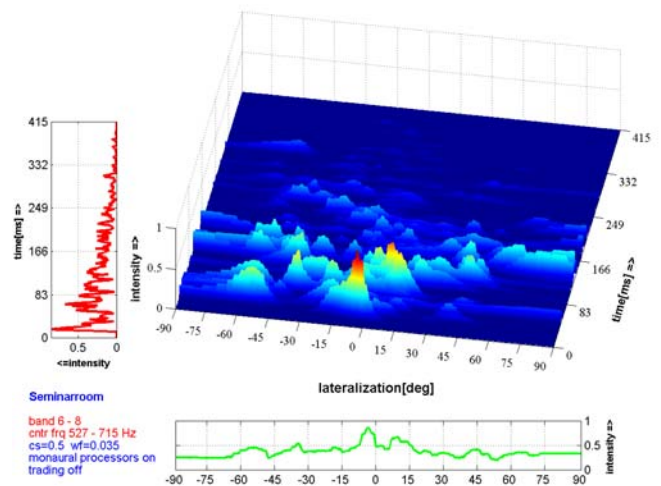 415
332
249
166
83
0
time[ms] =>
0.5
0
<=intensity
1
0.5
0
intensity =>
-90
-75
-60
-45
-30
-15
0
15
30
45
60
75
90
lateralization[deg]
415
332
249
166
83
0
time[ms] =>
Seminarroom
band 6 - 8
cntr frq 527 - 715 Hz
cs=0.5 wf=0.035
monaural processors on
trading off
1
0.5
0
intensity =>
-90 -75 -60 -45 -30 -15 0 15 30 45 60 75 90